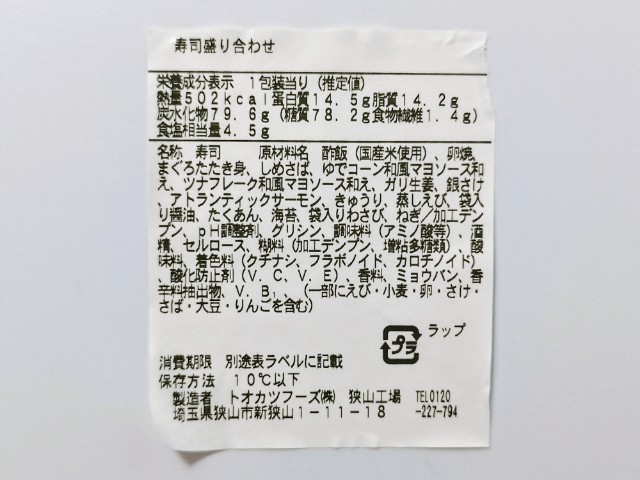 寿司盛り合わせ
栄養成分表示　1包装当り（推定値）
熱量502kcal蛋白質14.5g脂質14.2g
炭水化物79.6g（糖質78.2g食物繊維1.4g）
食塩相当量4.5g
名称　寿司　　原材料名　酢飯（国産米使用）、卵焼、
まぐろたたき身、しめさば、ゆでコーン和風マヨソース和
え、ツナフレーク和風マヨソース和え、ガリ生姜、銀さけ
、アトランティックサーモン、きゅうり、蒸しえび、袋入
り醤油、たくあん、海苔、袋入りわさび、ねぎ／加工デン
プン、pH調整剤、グリシン、調味料（アミノ酸等）、酒
精、セルロース、糊料（加工デンプン、増粘多糖類）、酸
味料、着色料（クチナシ、フラボノイド、カロチノイド）
、酸化防止剤（V.C、V.E）、香料、ミョウバン、香
辛料抽出物、V.B₁、（一部にえび・小麦・卵・さけ・
さば・大豆・りんごを含む）
プラ　ラップ
消費期限　別途表ラベルに記載
保存方法　10℃以下
製造者　トオカツフーズ㈱　狭山工場　TEL0120
埼玉県狭山市新狭山1-11-18　-227-794